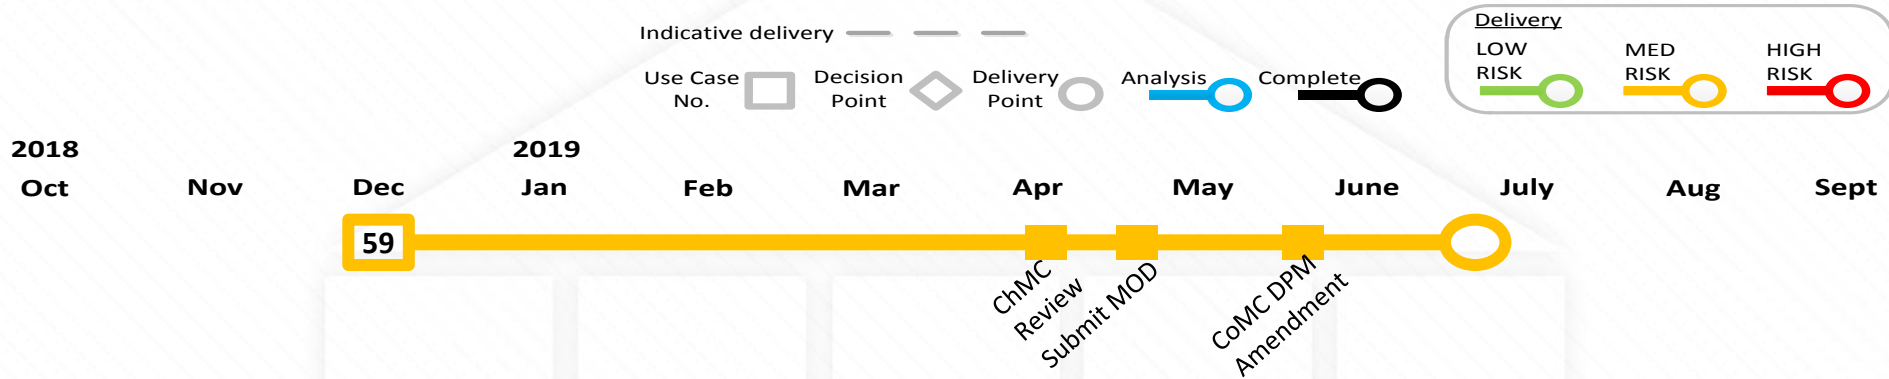 Indicative delivery
Use Case
No.
Decision
Point
Delivery
Point
Analysis
Complete
Delivery
LOW
RISK
MED
RISK
HIGH
RISK
2018
2019
Oct
Nov
Dec
Jan
Feb
Mar
Apr
May
June
July
Aug
Sept
59
ChMC
Review
Submit MOD
CoMC DPM
Amendment